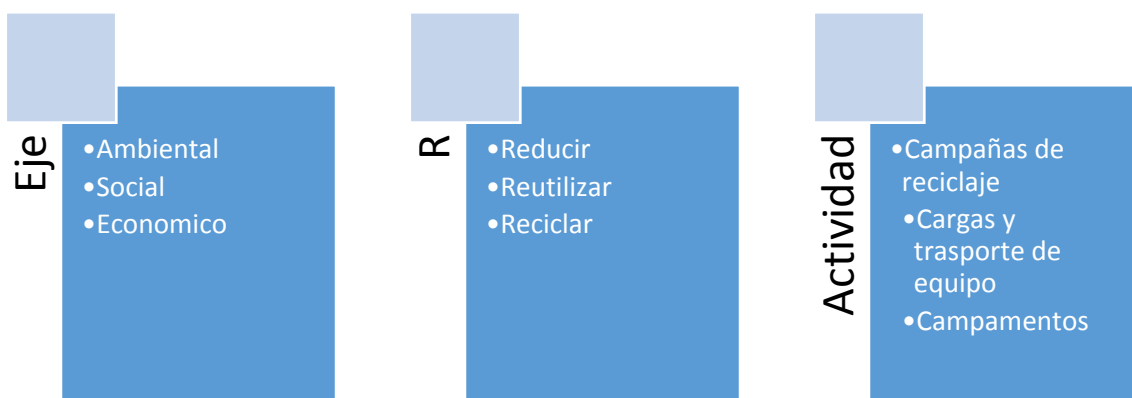 Eje
•Ambiental
•Social
•Economico
R
•Reducir
•Reutilizar
•Reciclar
Actividad
•Campañas de
reciclaje
•Cargas y
trasporte de
equipo
•Campamentos